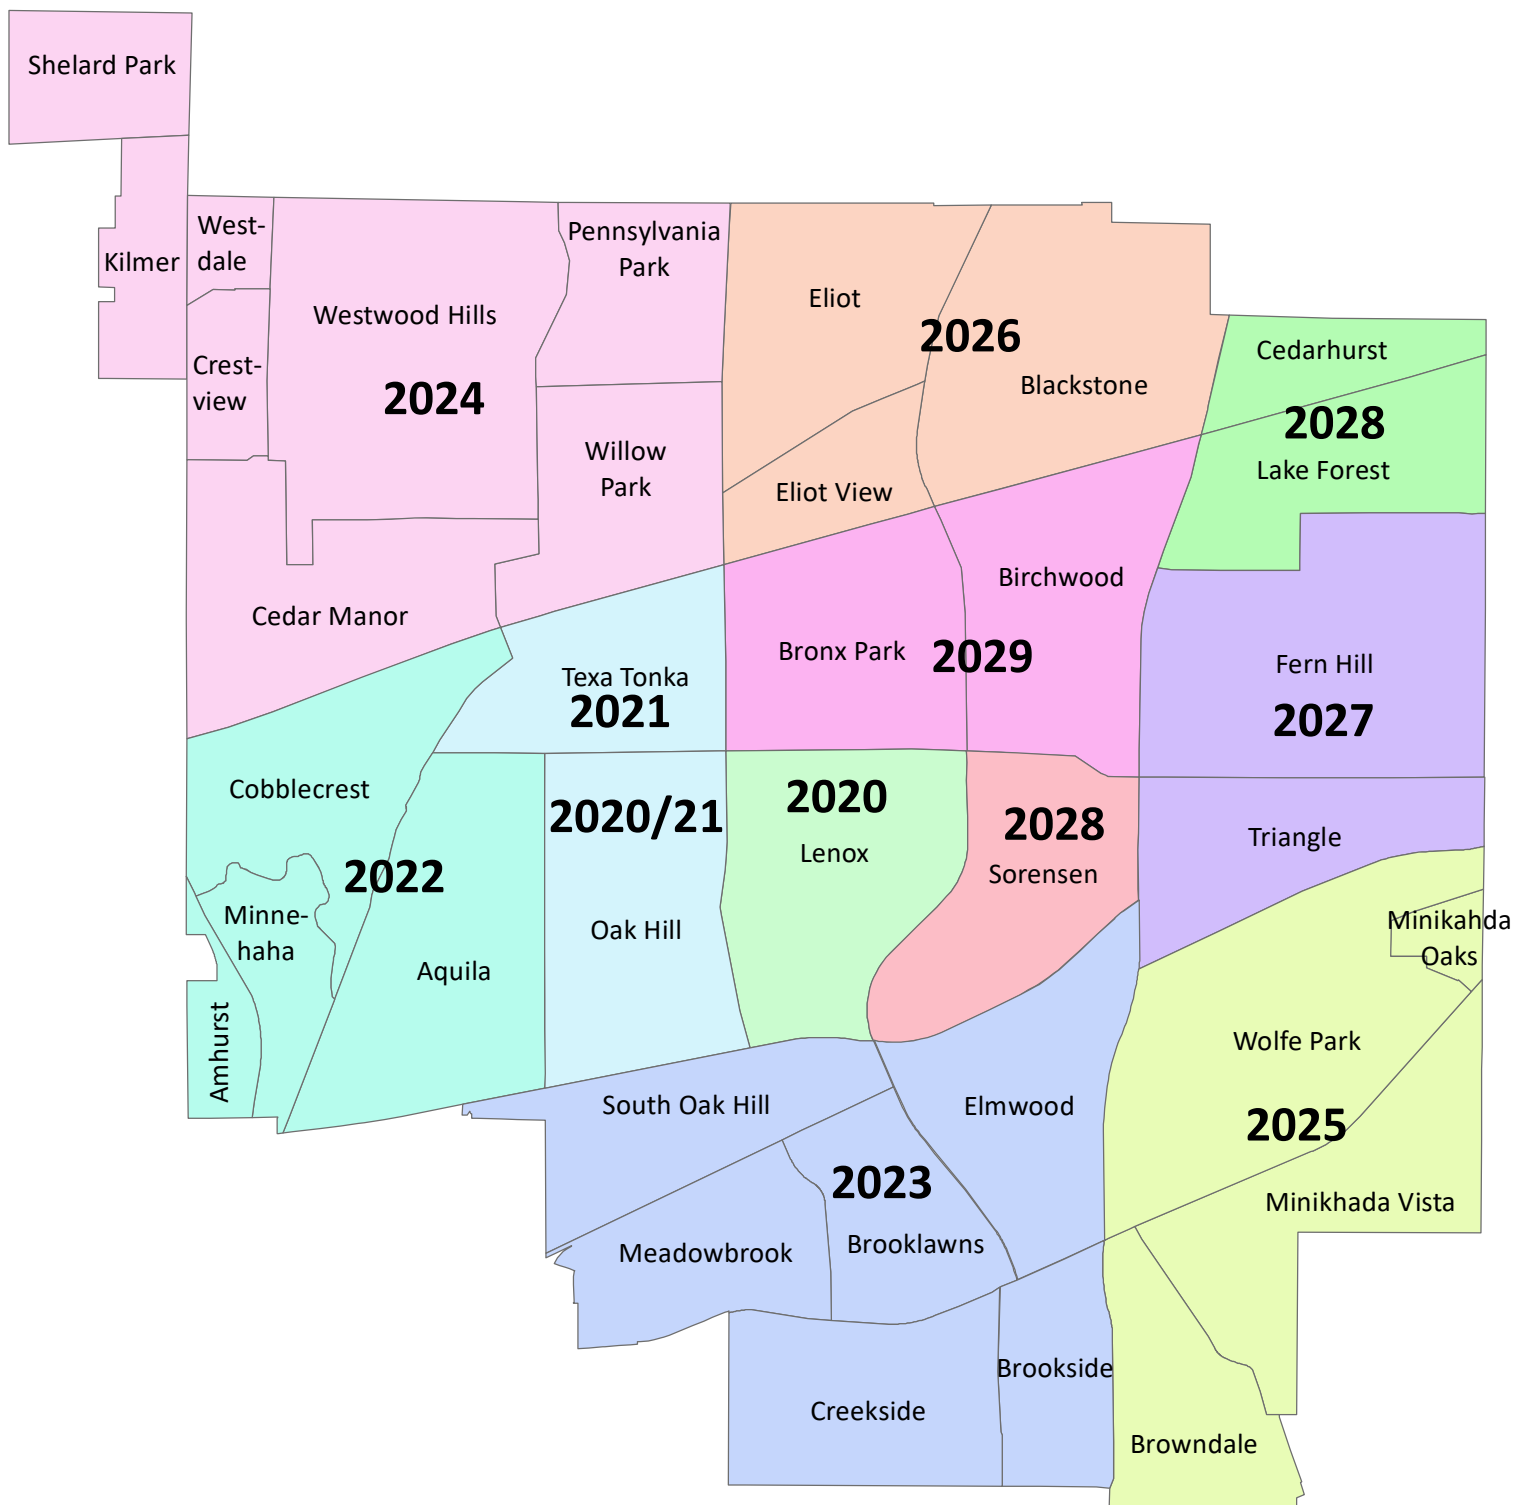 Shelard Park
West-
dale
Kilmer
Pennsylvania
Park
Westwood Hills
Crest-
view
2024
Eliot
2026
Blackstone
Cedarhurst
2028
Lake Forest
Willow
Park
Eliot View
Cedar Manor
Birchwood
Bronx Park
2029
Fern Hill
2027
Texa Tonka
2021
Cobblecrest
2020/21
2020
Lenox
2028
Sorensen
Triangle
2022
Minne-
haha
Aquila
Oak Hill
Minikahda
Oaks
Amhurst
Wolfe Park
South Oak Hill
Elmwood
2025
2023
Minikhada Vista
Meadowbrook
Brooklawns
Brookside
Creekside
Browndale